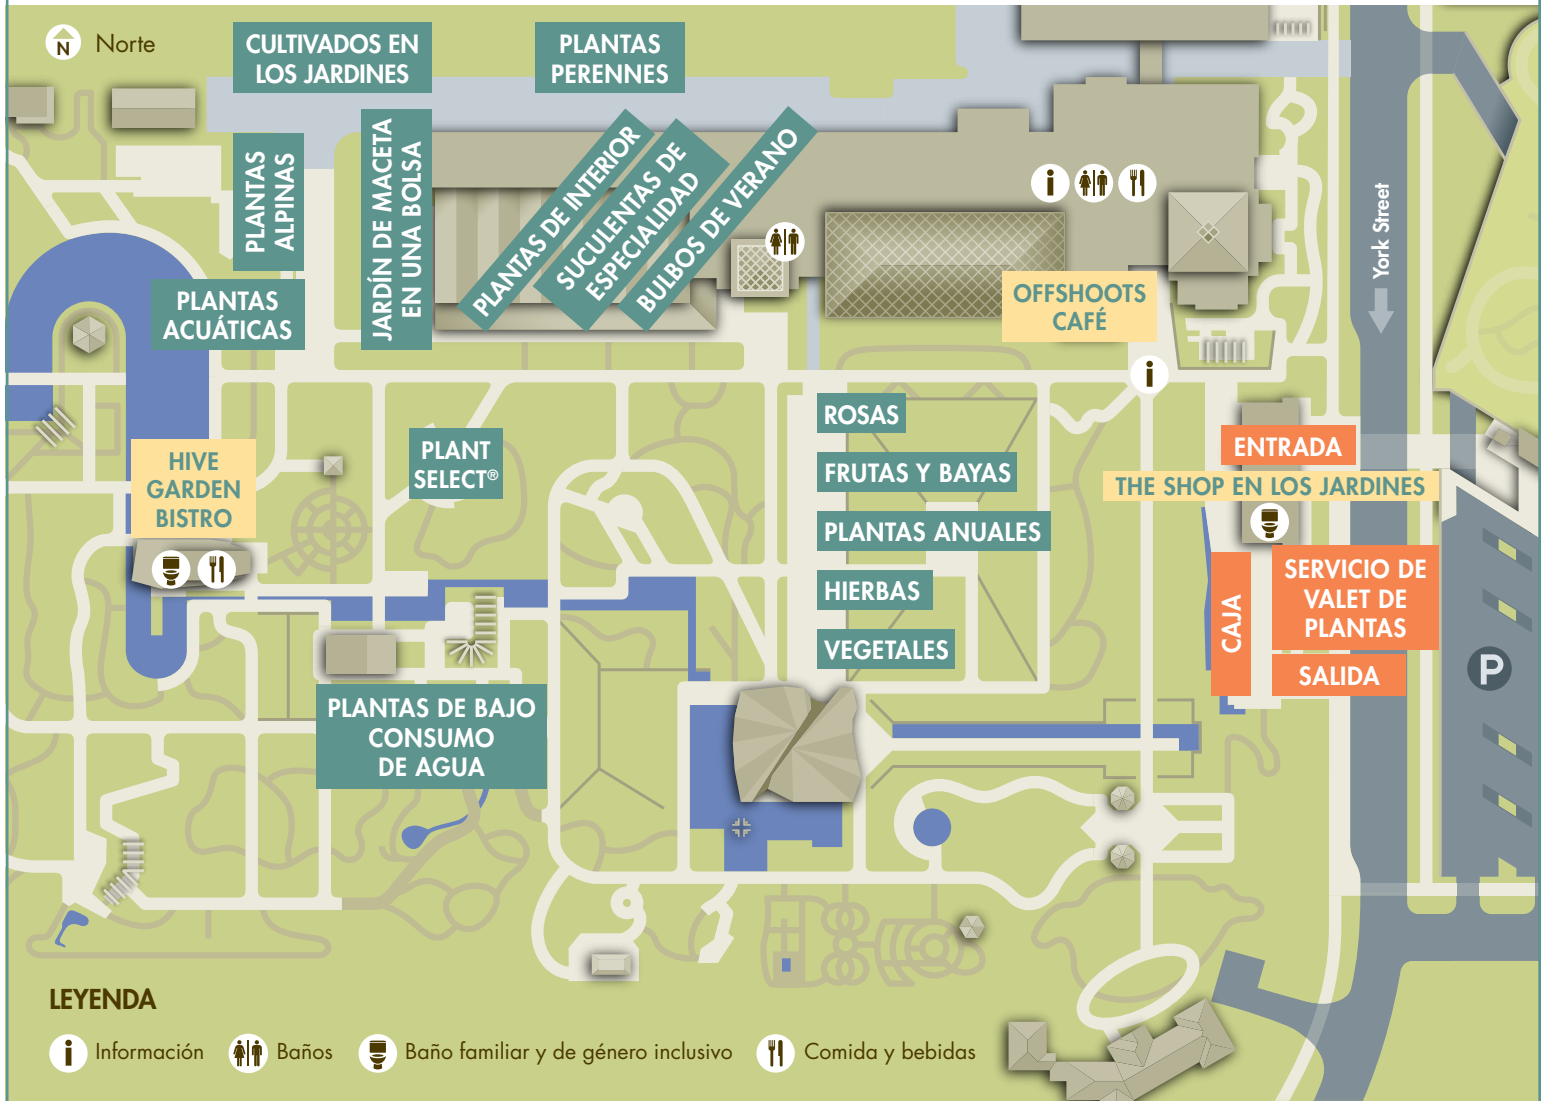 N
Norte
CULTIVADOS EN
LOS JARDINES
PLANTAS
PERENNES
PLANTAS
ALPINAS
JARDÍN DE MACETA
EN UNA BOLSA
PLANTAS DE INTERIOR
SUCULENTAS DE
ESPECIALIDAD
BULBOS DE VERANO
i
York Street
PLANTAS
ACUÁTICAS
OFFSHOOTS
CAFÉ
i
ROSAS
PLANT
SELECT®
HIVE
GARDEN
BISTRO
FRUTAS Y BAYAS
ENTRADA
THE SHOP EN LOS JARDINES
PLANTAS ANUALES
HIERBAS
VEGETALES
CAJA
SERVICIO DE
VALET DE
PLANTAS
SALIDA
P
PLANTAS DE BAJO
CONSUMO
DE AGUA
LEYENDA
i Información
Baños
Baño familiar y de género inclusivo
Comida y bebidas